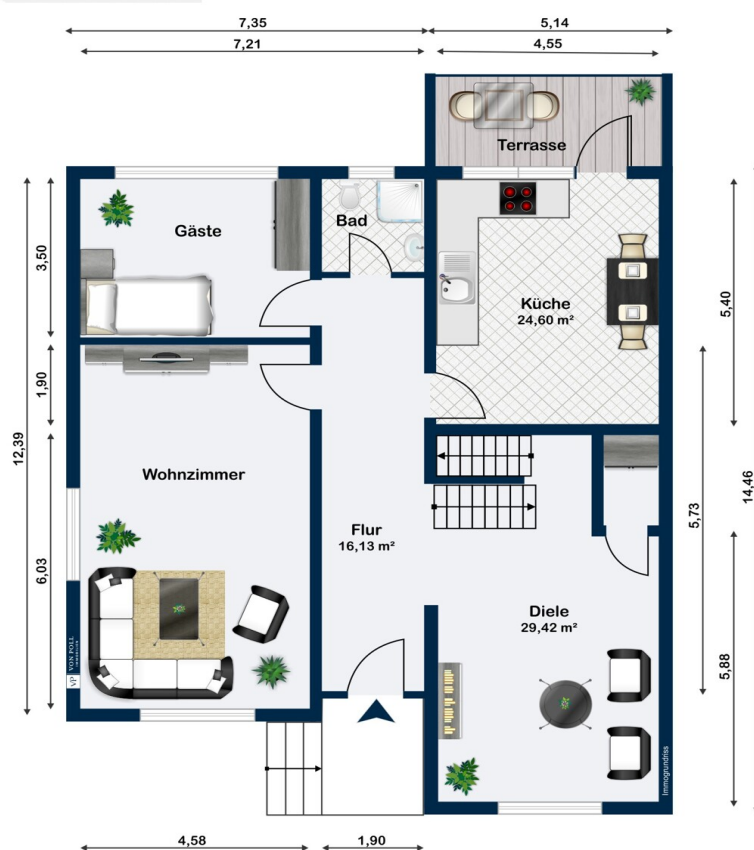 7,35
5,14
7,21
4,55
Terrasse
Gäste
Bad
3,50
Küche
24,60 m²
5,40
1,90
12,39
Wohnzimmer
14,46
5,73
Flur
16,13 m²
6,03
Diele
29,42 m²
5,88
VP VON POLL
IMMOBILIEN
Immogrundriss
4,58
1,90